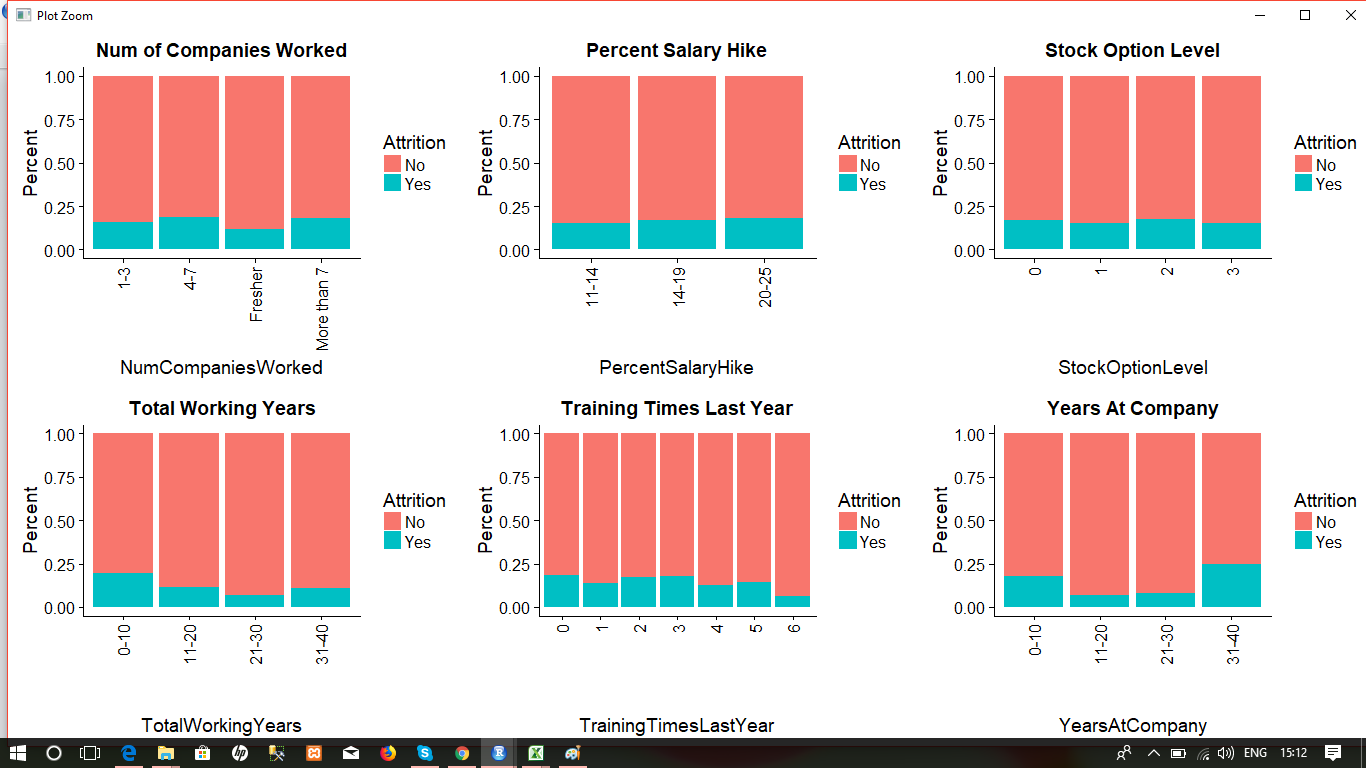 Plot Zoom
Num of Companies Worked
Percent
1.00
0.75
0.50
0.25
0.00
1-3
4-7
Fresher
More than 7
NumCompaniesWorked
Attrition
No
Yes
Percent Salary Hike
Percent
1.00
0.75
0.50
0.25
0.00
11-14
14-19
20-25
PercentSalaryHike
Attrition
No
Yes
Stock Option Level
Percent
1.00
0.75
0.50
0.25
0.00
0
1
2
3
StockOptionLevel
Attrition
No
Yes
Total Working Years
Percent
1.00
0.75
0.50
0.25
0.00
0-10
11-20
21-30
31-40
TotalWorkingYears
Attrition
No
Yes
Training Times Last Year
Percent
1.00
0.75
0.50
0.25
0.00
0
1
2
3
4
5
6
TrainingTimesLastYear
Attrition
No
Yes
Years At Company
Percent
1.00
0.75
0.50
0.25
0.00
0-10
11-20
21-30
31-40
YearsAtCompany
Attrition
No
Yes
ENG 15:12